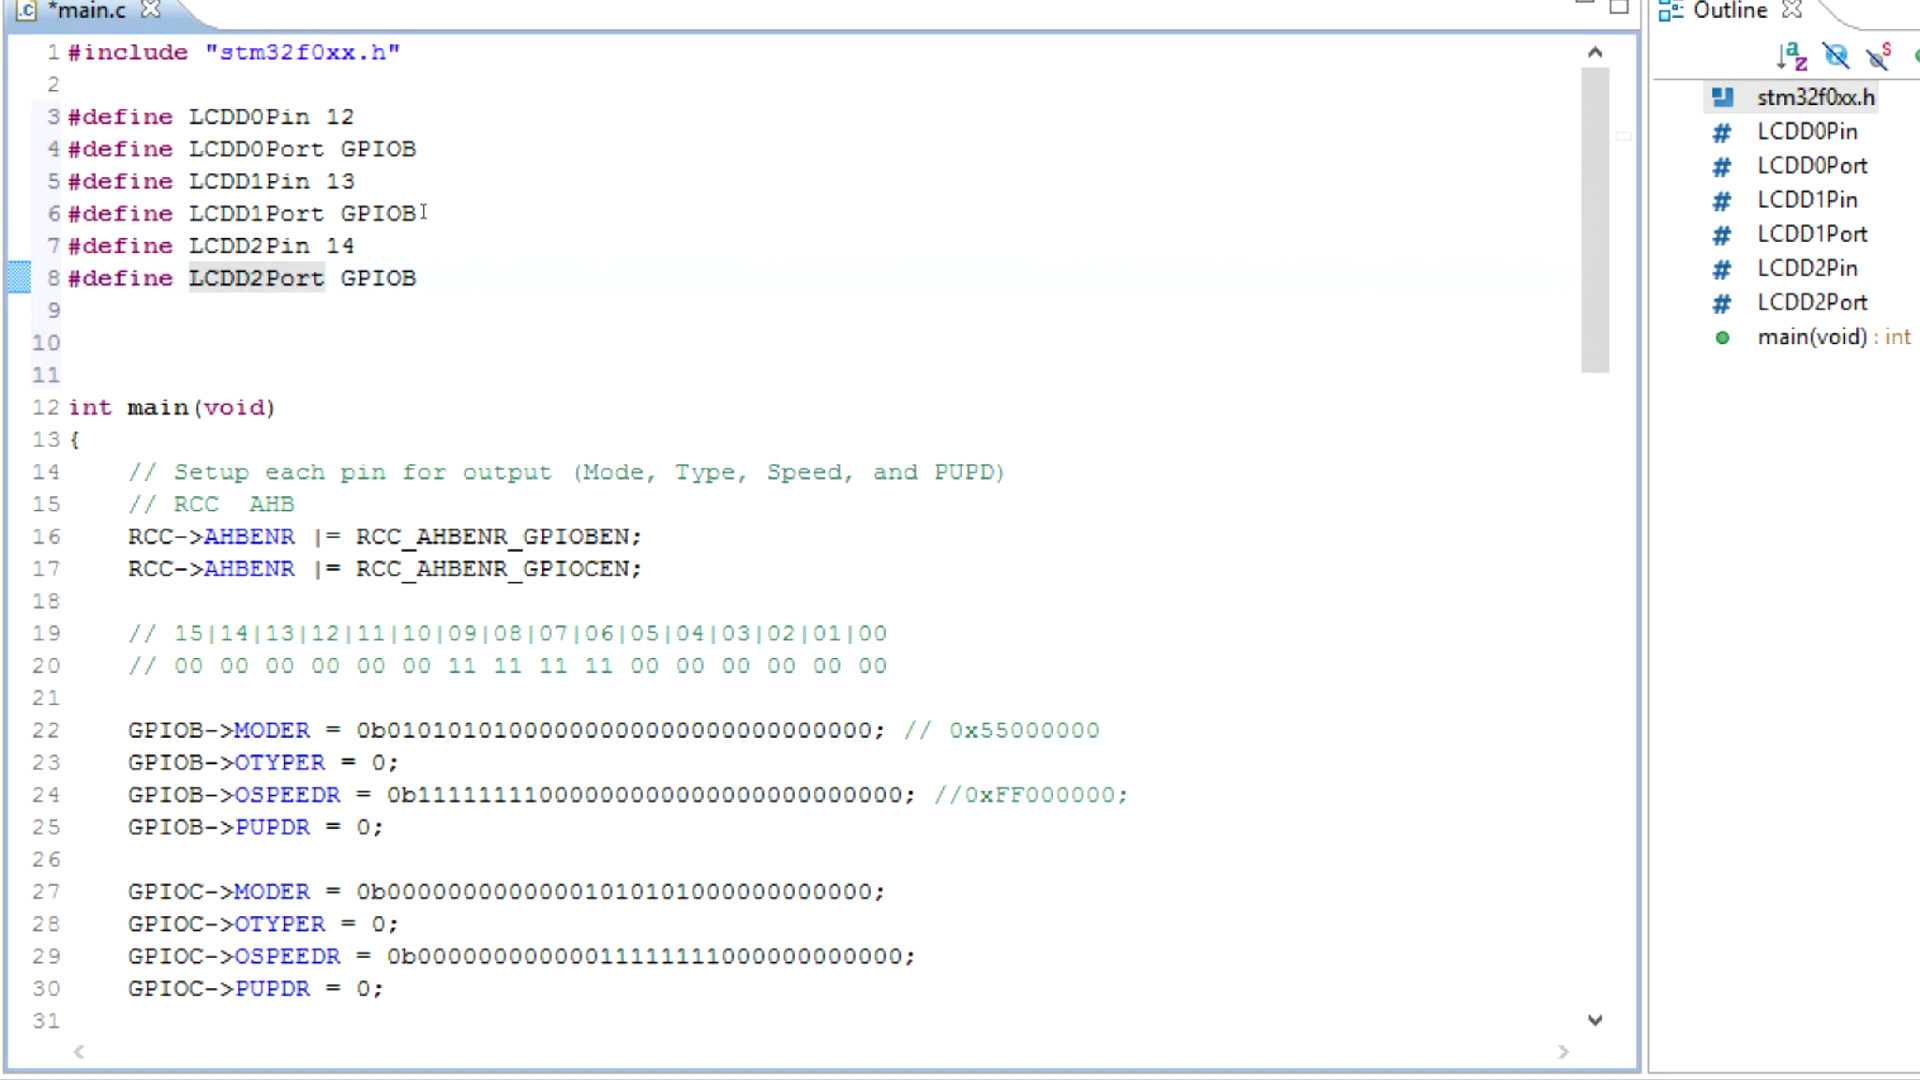 *main.c
1 #include "stm32f0xx.h"
2
3 #define LCDD0Pin 12
4 #define LCDD0Port GPIOB
5 #define LCDD1Pin 13
6 #define LCDD1Port GPIOB
7 #define LCDD2Pin 14
8 #define LCDD2Port GPIOB
9
10
11
12 int main(void)
13 {
14 // Setup each pin for output (Mode, Type, Speed, and PUPD)
15 // RCC  AHB
16 RCC->AHBENR |= RCC_AHBENR_GPIOBEN;
17 RCC->AHBENR |= RCC_AHBENR_GPIOCEN;
18
19 // 15|14|13|12|11|10|09|08|07|06|05|04|03|02|01|00
20 // 00 00 00 00 00 00 11 11 11 11 00 00 00 00 00 00
21
22 GPIOB->MODER = 0b01010101000000000000000000000000; // 0x55000000
23 GPIOB->OTYPER = 0;
24 GPIOB->OSPEEDR = 0b11111111000000000000000000000000; //0xFF000000;
25 GPIOB->PUPDR = 0;
26
27 GPIOC->MODER = 0b00000000000001010101000000000000;
28 GPIOC->OTYPER = 0;
29 GPIOC->OSPEEDR = 0b00000000000011111111000000000000;
30 GPIOC->PUPDR = 0;
31
Outline
stm32f0xx.h
LCDD0Pin
LCDD0Port
LCDD1Pin
LCDD1Port
LCDD2Pin
LCDD2Port
main(void) : int